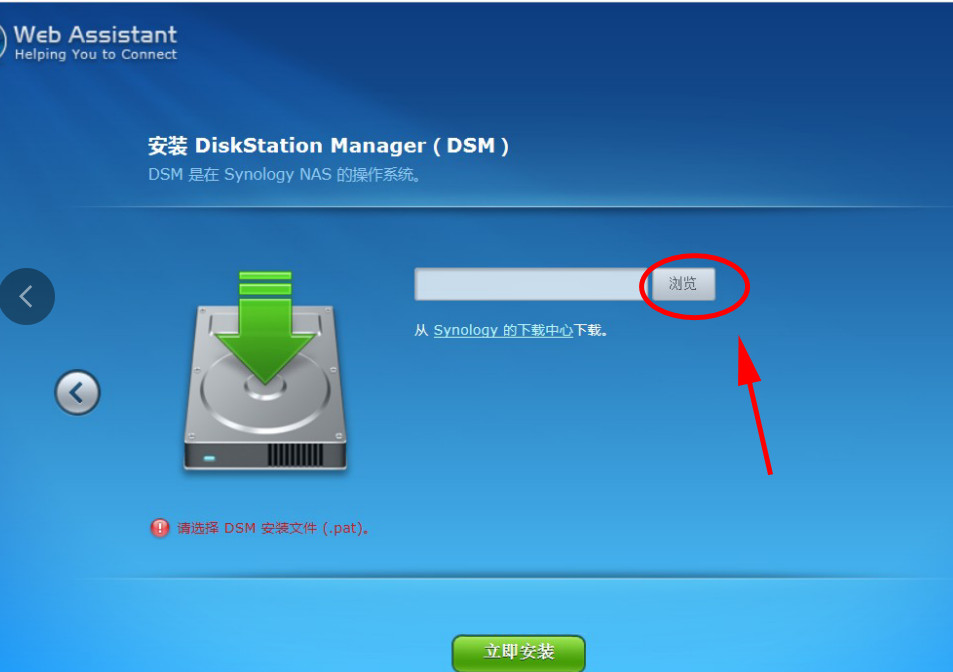 Web Assistant
Helping You to Connect
安装 DiskStation Manager ( DSM )
DSM 是在 Synology NAS 的操作系统。
浏览
从 Synology 的下载中心下载。
请选择 DSM 安装文件 (.pat)。
立即安装